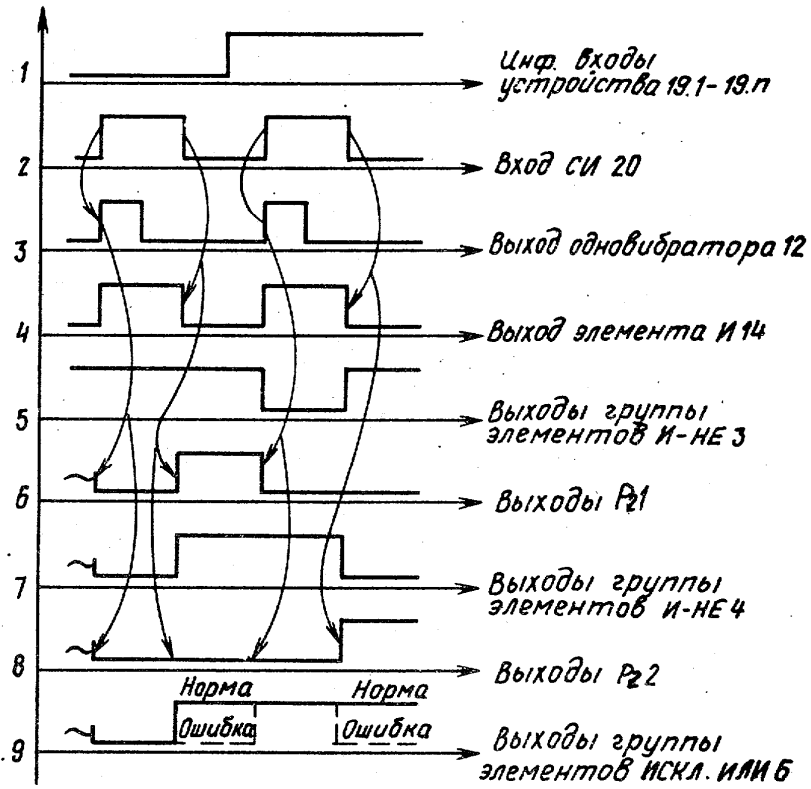 1
Инф. входы
устройства 19.1-19.п
2
Вход СИ 20
3
Выход одновибратора 12
4
Выход элемента И 14
5
Выходы группы
элементов И-НЕ 3
6
Выходы Рг1
7
Выходы группы
элементов И-НЕ 4
8
Выходы Рг2
Норма Норма
Ошибка Ошибка
9
Выходы группы
элементов ИСКЛ. ИЛИ 6